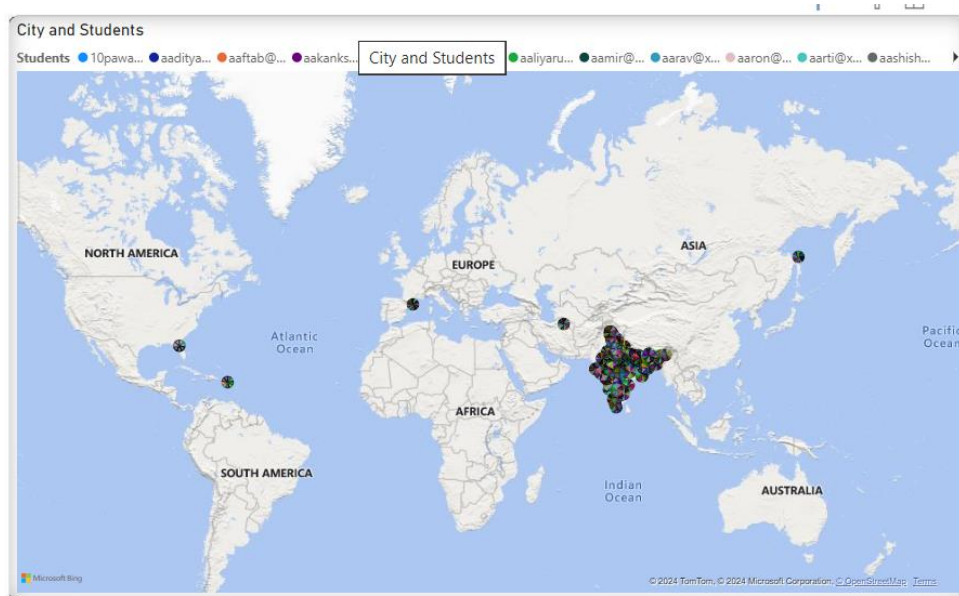 City and Students
Students 10pawa... aaditya... aaftab@... aakanks... aaliyaru... aamir@... aarav@x... aaron@... aarti@x... aashish...
City and Students
NORTH AMERICA
EUROPE
ASIA
Atlantic
Ocean
Pacific
Ocean
AFRICA
SOUTH AMERICA
Indian
Ocean
AUSTRALIA
Microsoft Bing
© 2024 TomTom, © 2024 Microsoft Corporation, © OpenStreetMap Terms